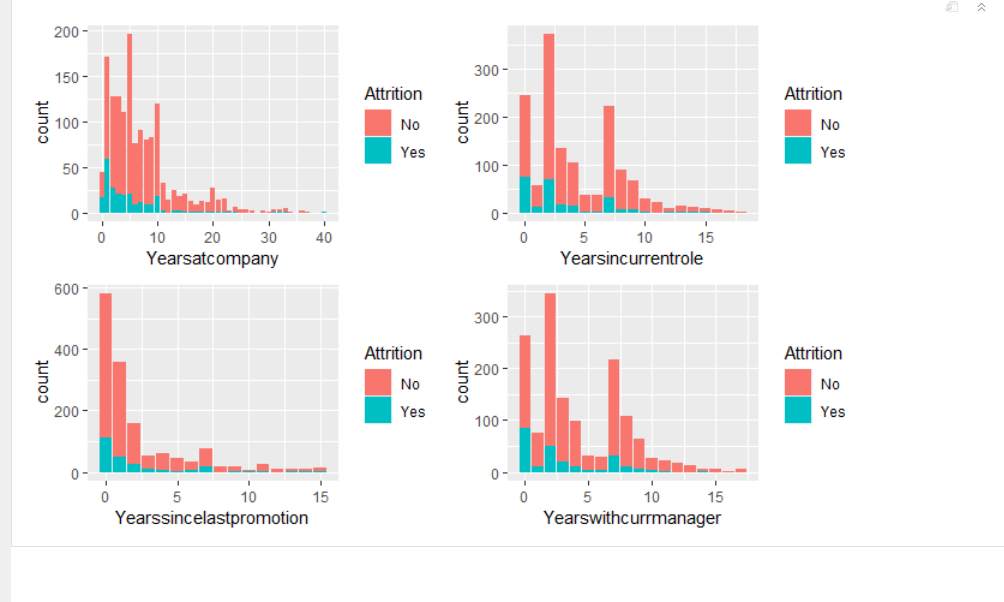 200
150
100
50
0
count
0 10 20 30 40
Yearsatcompany
Attrition
No
Yes
300
200
100
0
count
0 5 10 15
Yearsincurrentrole
Attrition
No
Yes
600
400
200
0
count
0 5 10 15
Yearssincelastpromotion
Attrition
No
Yes
300
200
100
0
count
0 5 10 15
Yearswithcurrmanager
Attrition
No
Yes